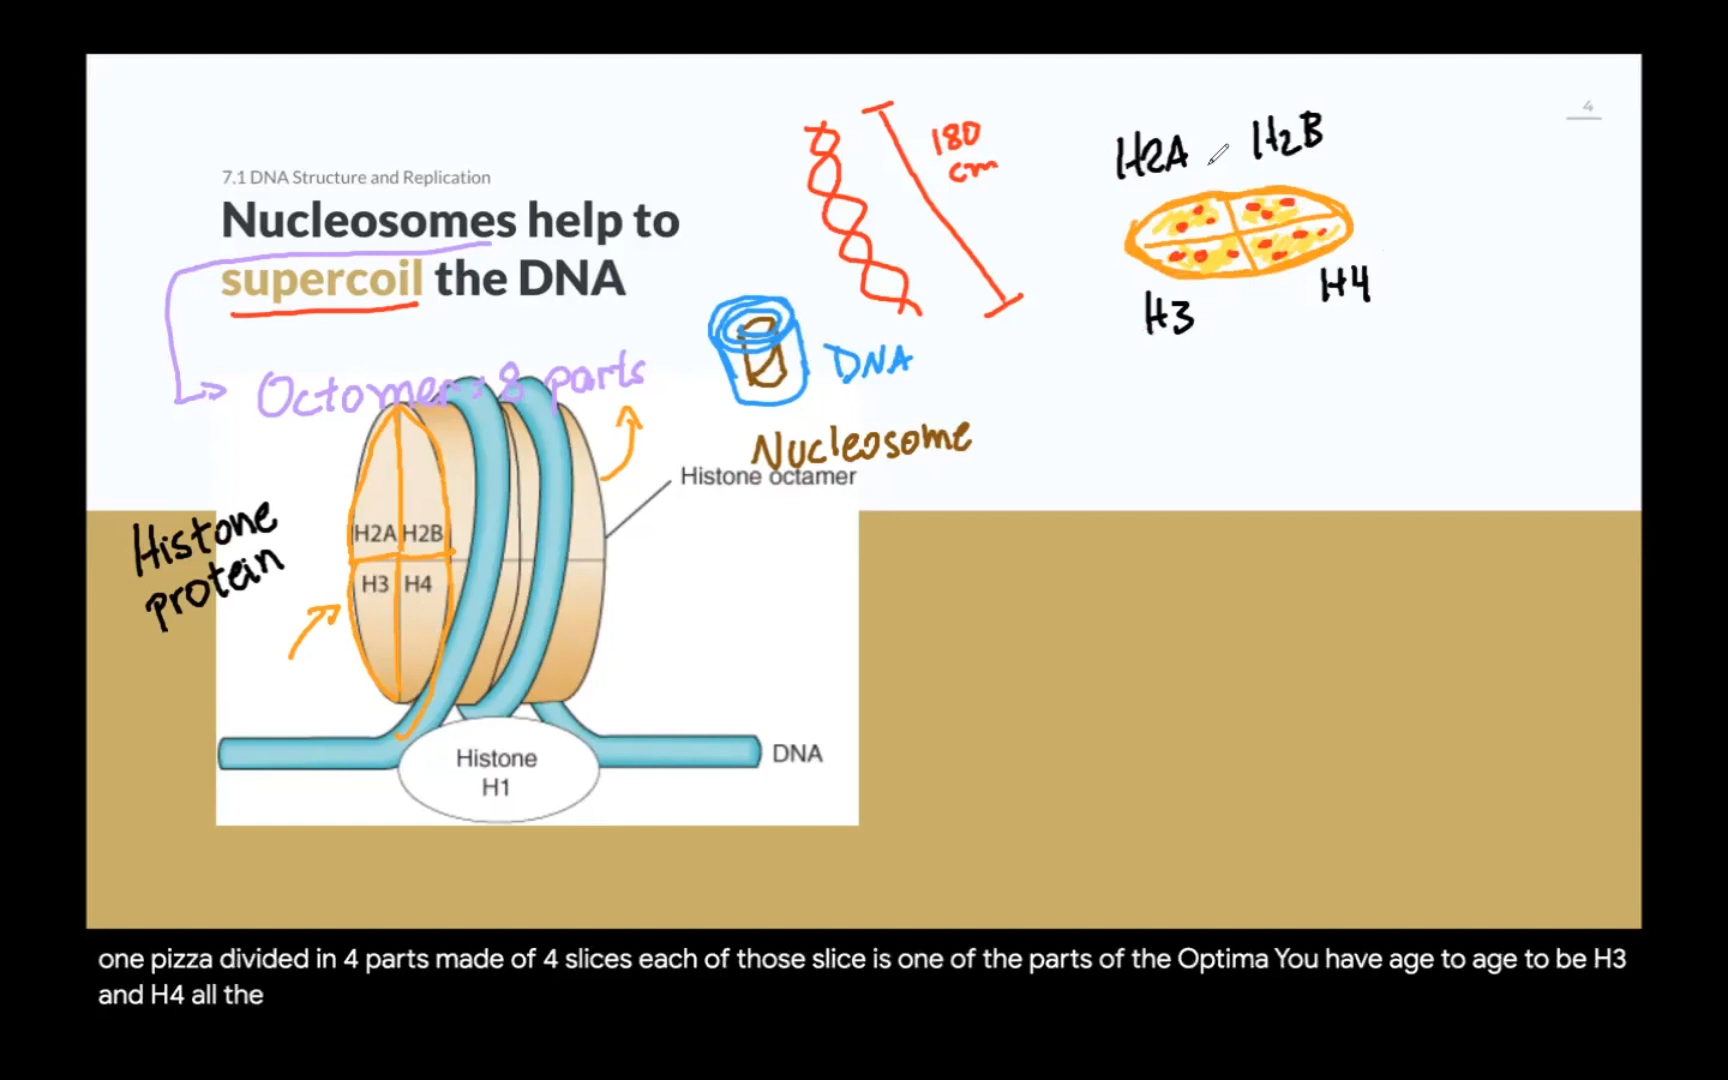 4
7.1 DNA Structure and Replication
Nucleosomes help to
supercoil the DNA
Octomer = 8 parts
180
cm
H2A
H2B
H3
H4
DNA
Nucleosome
Histone octamer
Histone
protein
H2A H2B
H3 H4
Histone
H1
DNA
one pizza divided in 4 parts made of 4 slices each of those slice is one of the parts of the Optima You have age to age to be H3
and H4 all the